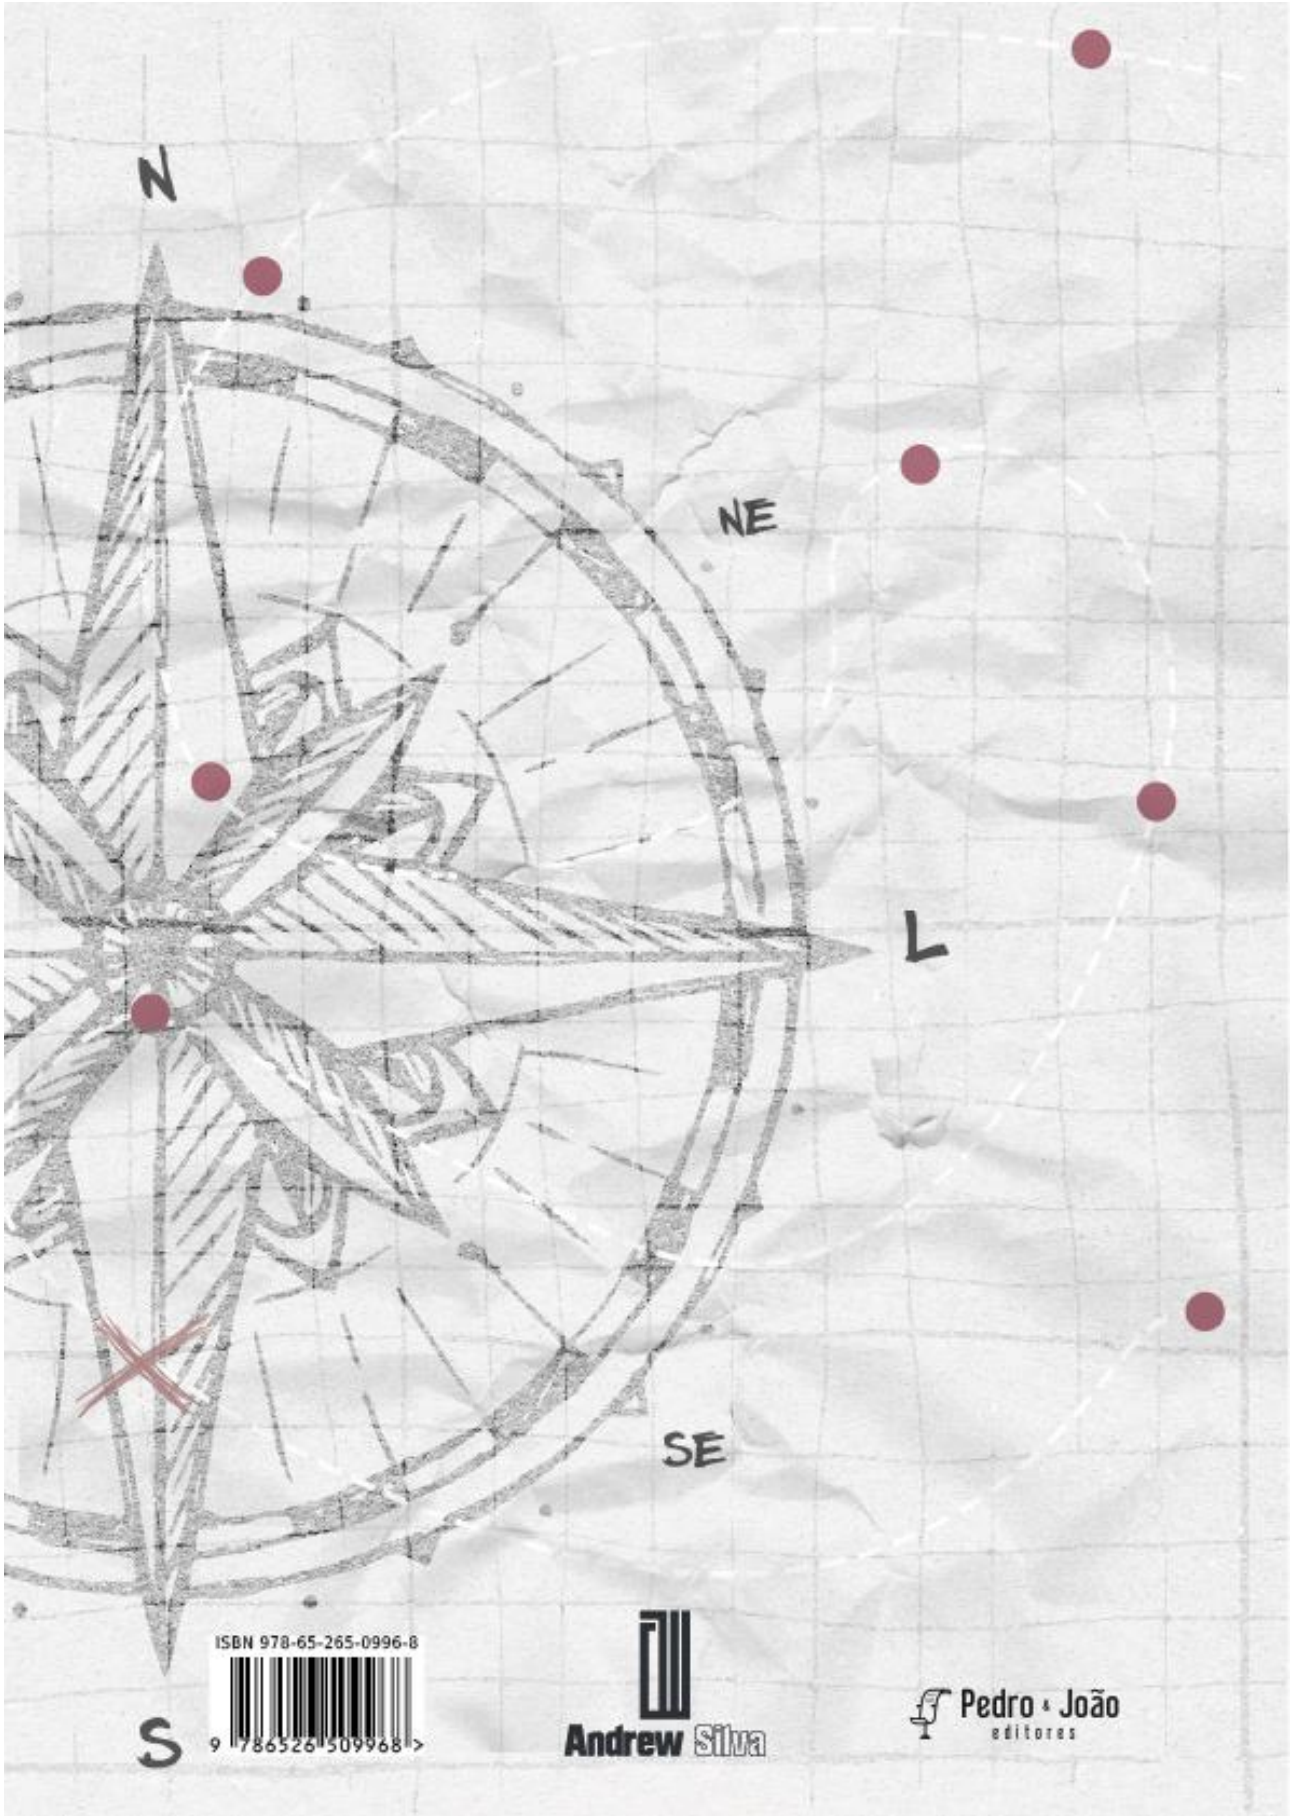 N
NE
L
SE
ISBN 978-65-265-0996-8
9 786526 509968 >
S
Andrew Silva
Pedro & João
editores